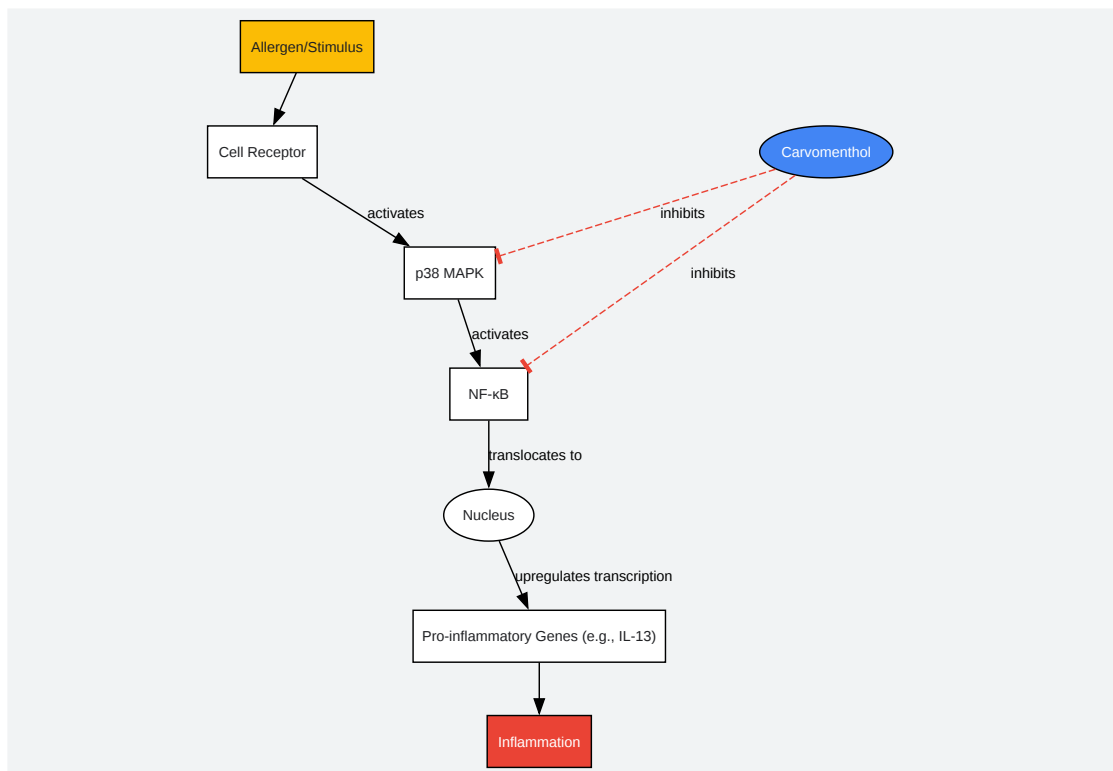 Allergen/Stimulus
Cell Receptor
Carvomenthol
activates
inhibits
p38 MAPK
inhibits
activates
NF-κB
translocates to
Nucleus
upregulates transcription
Pro-inflammatory Genes (e.g., IL-13)
Inflammation